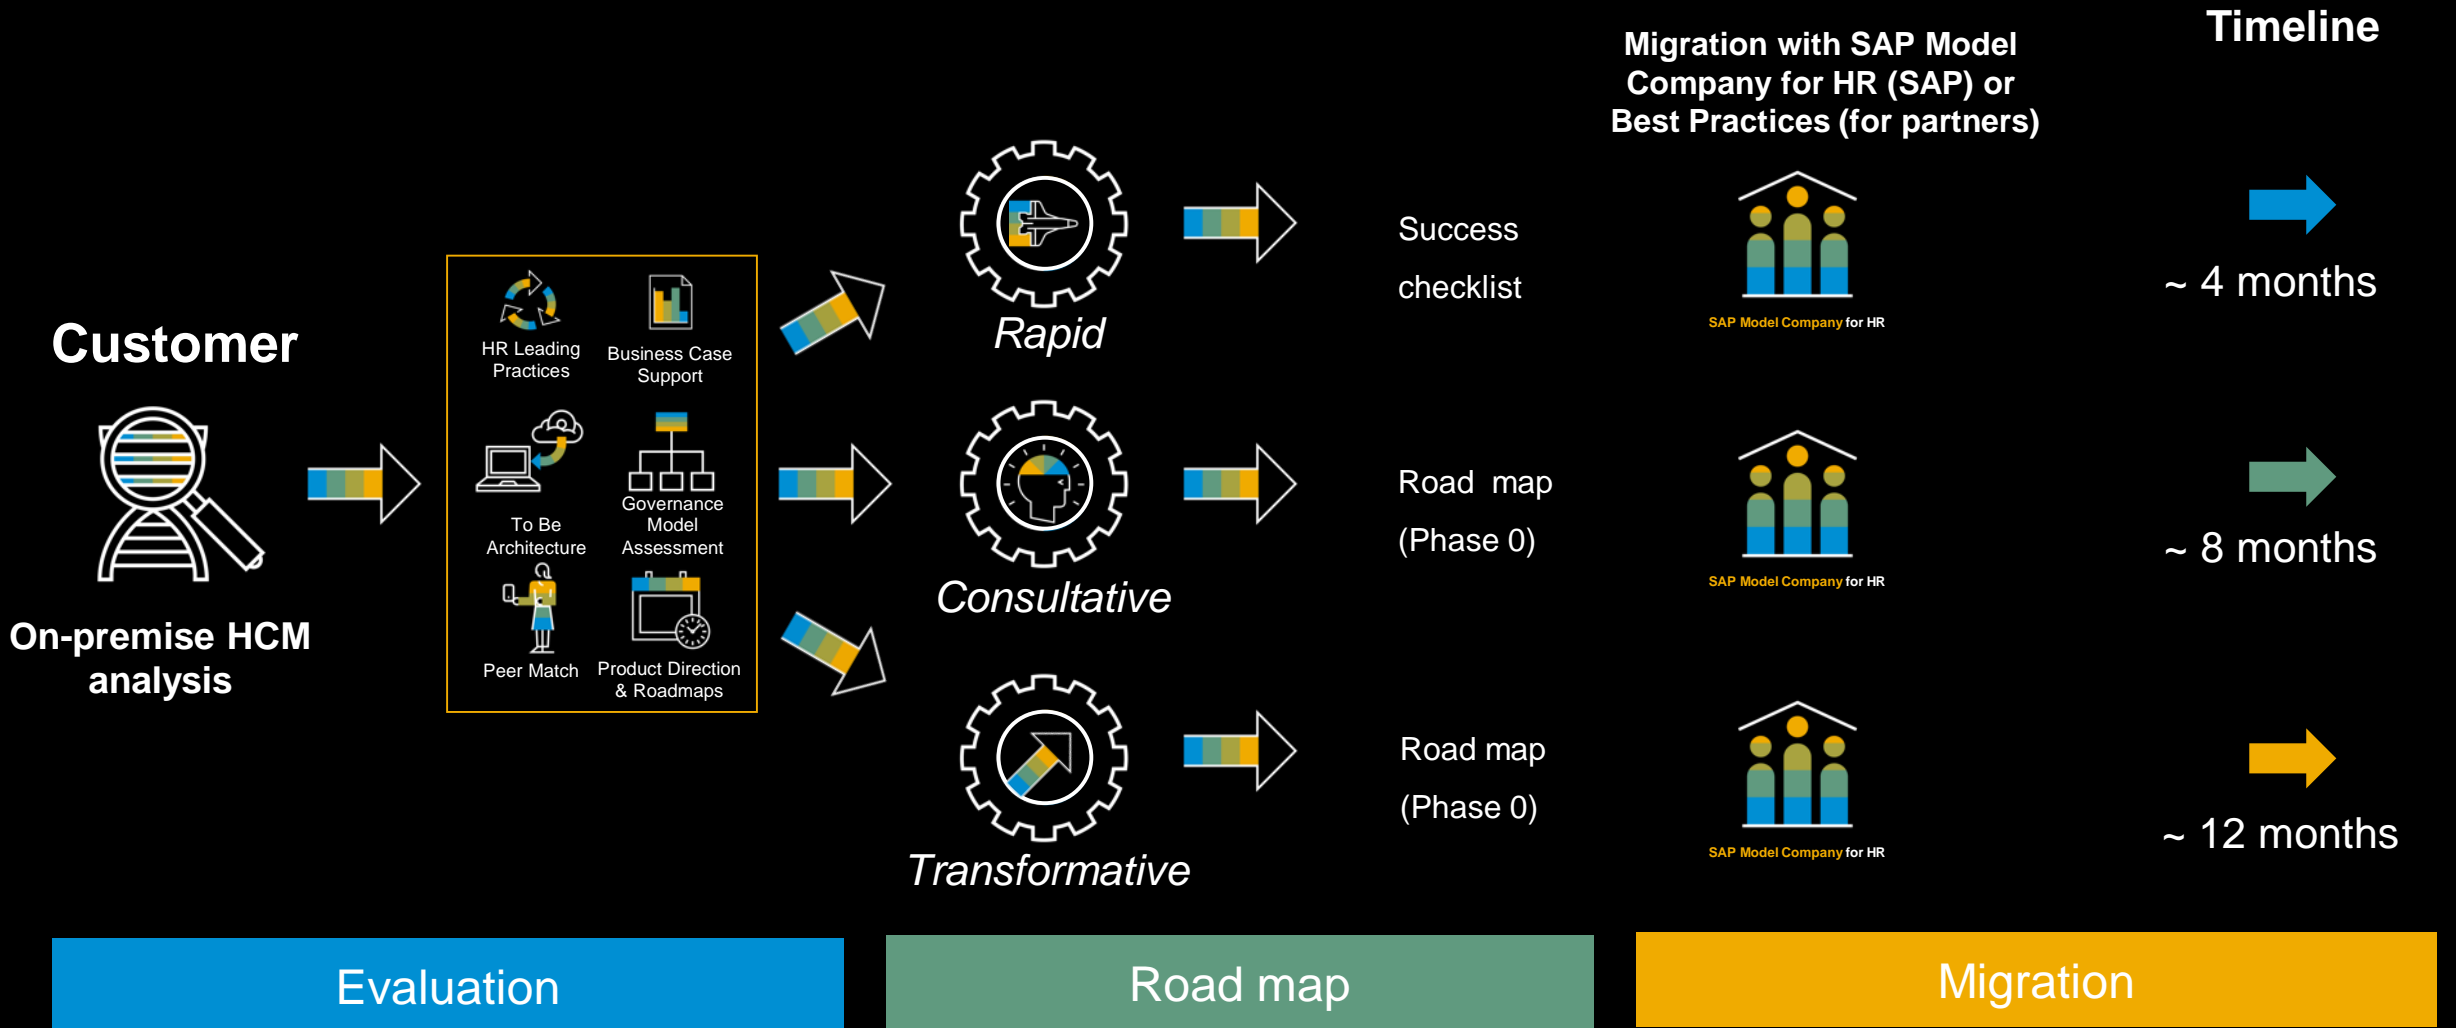 Timeline
Migration with SAP Model
Company for HR (SAP) or
Best Practices (for partners)
Customer
On-premise HCM
analysis
HR Leading
Practices
Business Case
Support
To Be
Architecture
Governance
Model
Assessment
Peer Match
Product Direction
& Roadmaps
Rapid
Success
checklist
SAP Model Company for HR
~ 4 months
Consultative
Road map
(Phase 0)
SAP Model Company for HR
~ 8 months
Transformative
Road map
(Phase 0)
SAP Model Company for HR
~ 12 months
Evaluation
Road map
Migration